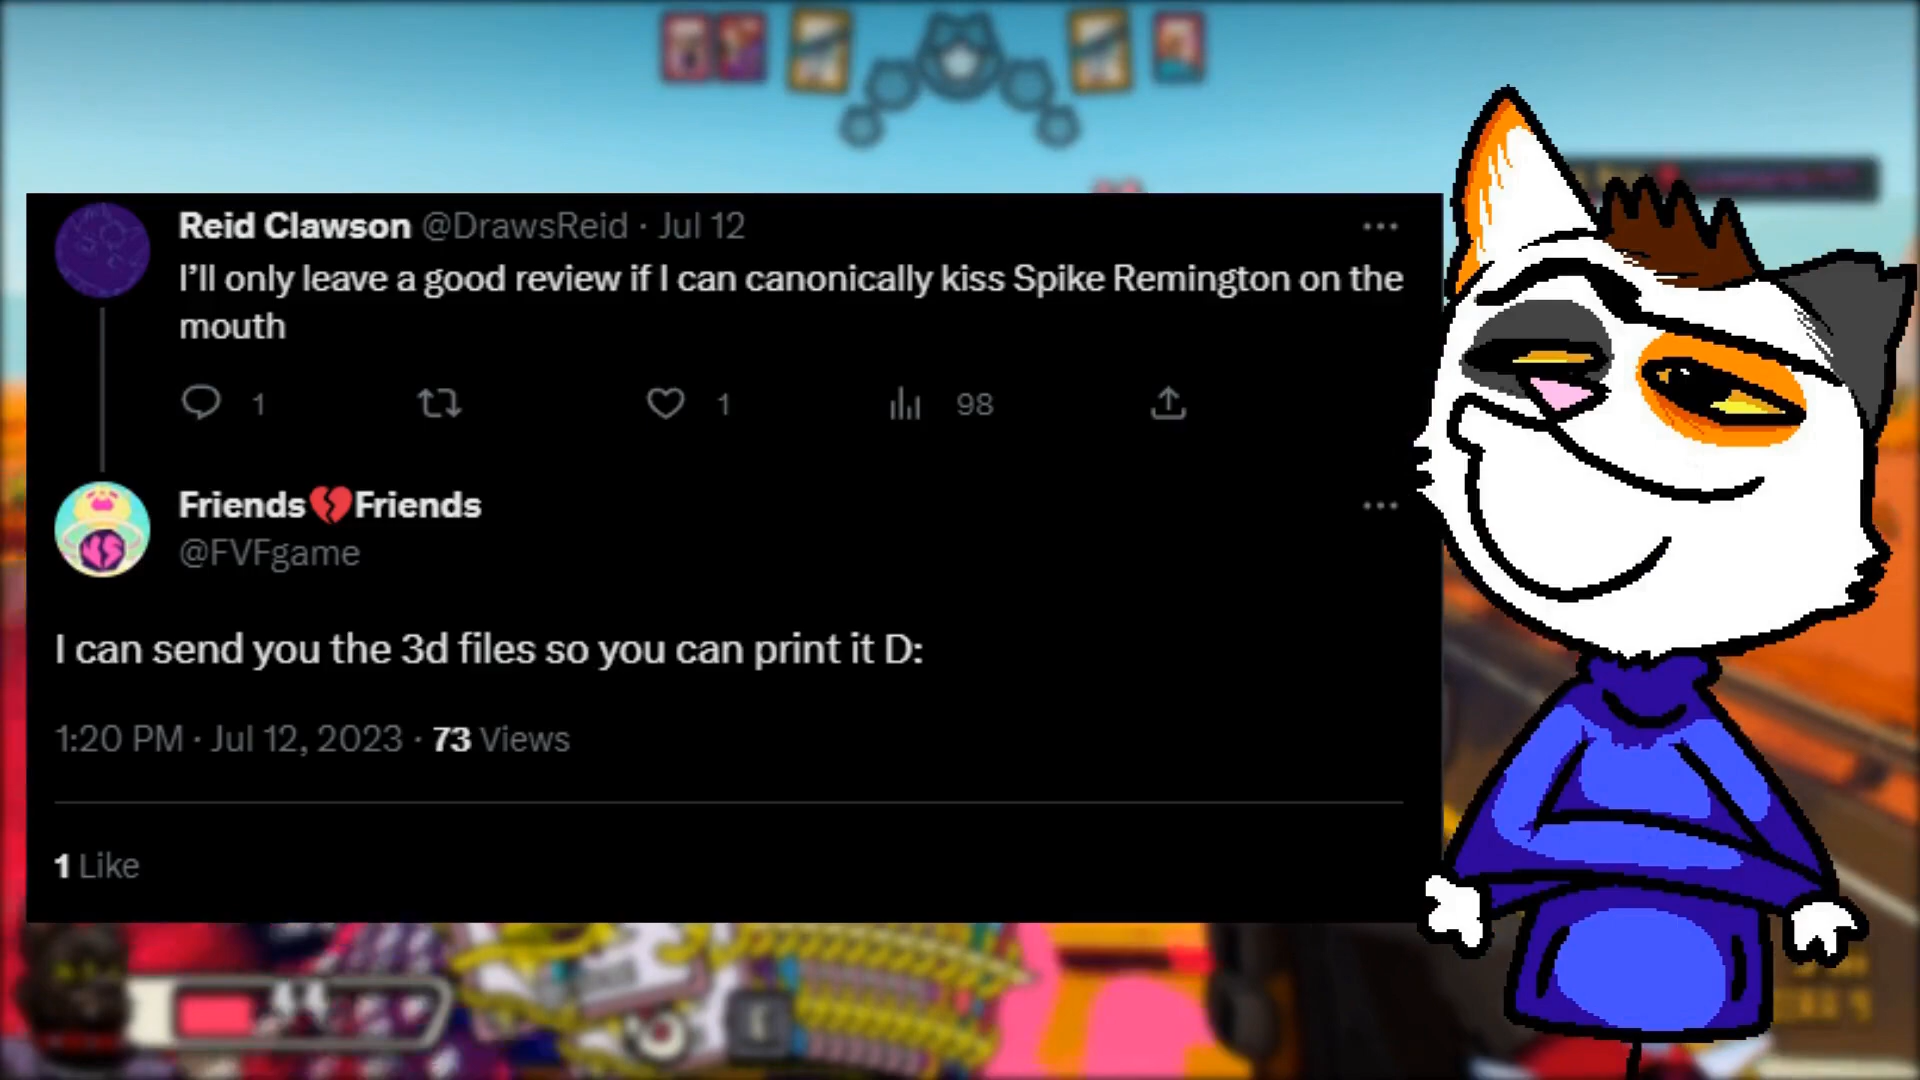 Reid Clawson @DrawsReid · Jul 12
I'll only leave a good review if I can canonically kiss Spike Remington on the
mouth
1 1 98
Friends💔Friends
@FVFgame
I can send you the 3d files so you can print it D:
1:20 PM · Jul 12, 2023 · 73 Views
1 Like